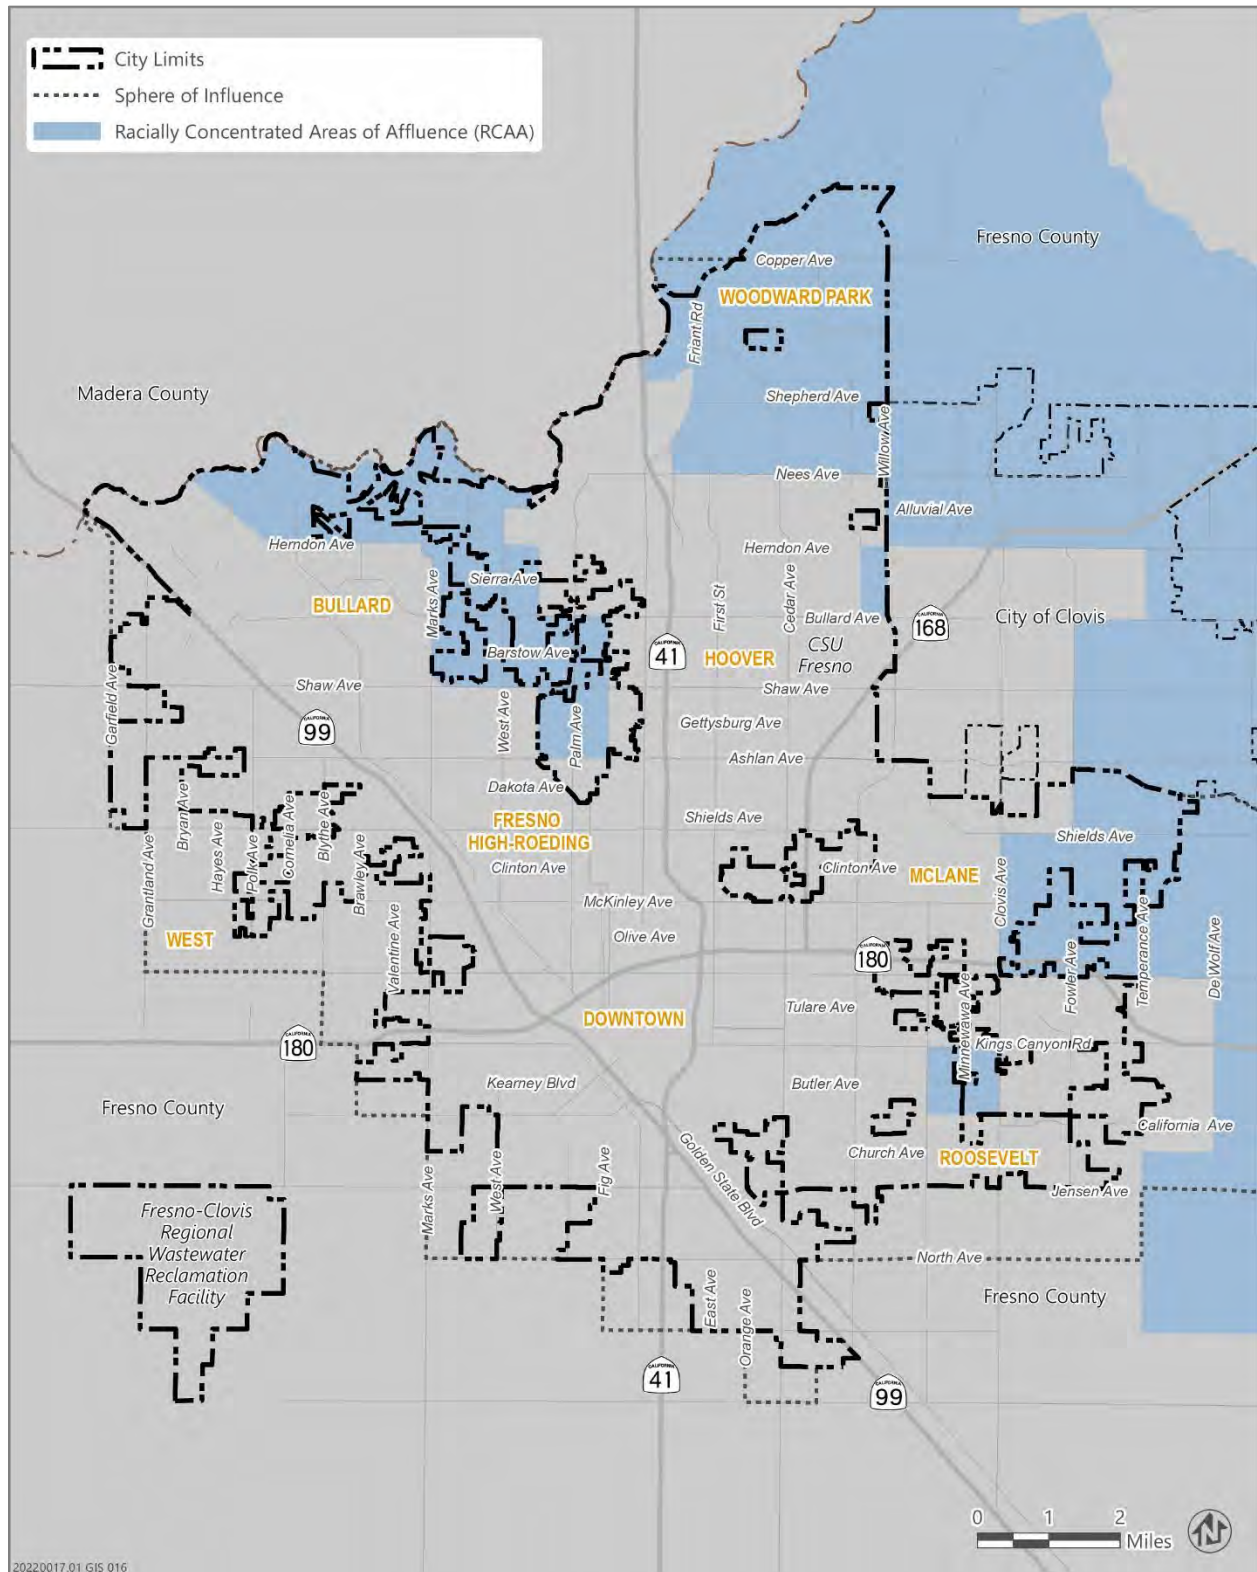 City Limits
Sphere of Influence
Racially Concentrated Areas of Affluence (RCAA)
Fresno County
Copper Ave
WOODWARD PARK
Friant Rd
Madera County
Shepherd Ave
Willow Ave
Nees Ave
Alluvial Ave
Herndon Ave
Herndon Ave
Sierra Ave
Marks Ave
BULLARD
First St
Cedar Ave
Bullard Ave
CALIFORNIA
168
City of Clovis
CALIFORNIA
41
HOOVER
CSU
Fresno
Barstow Ave
Garfield Ave
Shaw Ave
Shaw Ave
CALIFORNIA
99
West Ave
Palm Ave
Gettysburg Ave
Ashlan Ave
Dakota Ave
Bryan Ave
Hayes Ave
Polk Ave
Cornelia Ave
Blythe Ave
Brawley Ave
FRESNO
HIGH-ROEDING
Shields Ave
Shields Ave
Clinton Ave
Clinton Ave
MCLANE
Clovis Ave
Grantland Ave
McKinley Ave
WEST
Valentine Ave
Olive Ave
CALIFORNIA
180
Fowler Ave
Temperance Ave
De Wolf Ave
DOWNTOWN
Tulare Ave
Minnewawa Ave
Kings Canyon Rd
CALIFORNIA
180
Kearney Blvd
Butler Ave
Fresno County
California Ave
Golden State Blvd
Church Ave
ROOSEVELT
Marks Ave
West Ave
Fig Ave
Jensen Ave
Fresno-Clovis
Regional
Wastewater
Reclamation
Facility
North Ave
Fresno County
East Ave
Orange Ave
CALIFORNIA
41
CALIFORNIA
99
0 1 2
Miles
N
20220017.01 GIS 016